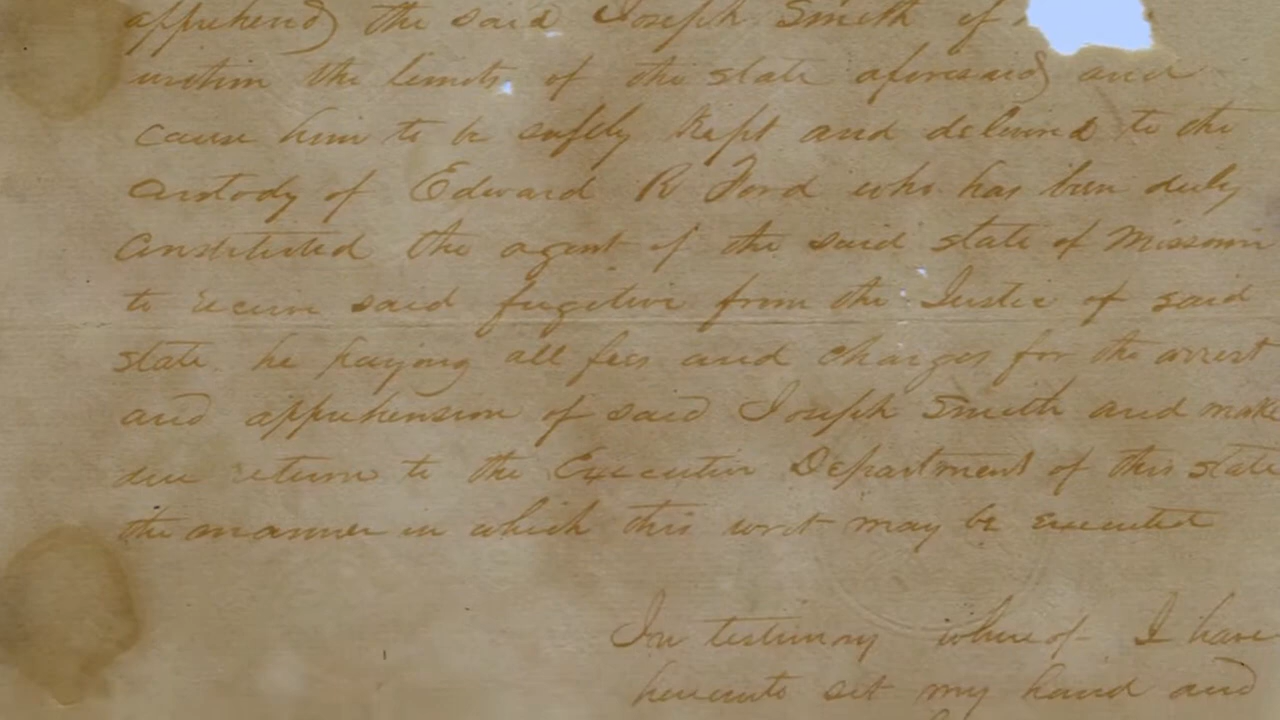 apprehend the said Joseph Smith if
within the limits of the state aforesaid and
cause him to be safely Kept and delivered to the
custody of Edward R Ford who has been duly
constituted the agent of the said state of Missouri
to receive said fugitive from the Justice of said
state he paying all fees and charges for the arrest
and apprehension of said Joseph Smith and make
due return to the Executive Department of this state
the manner in which this writ may be executed
In testimony whereof I have
hereunto set my hand and